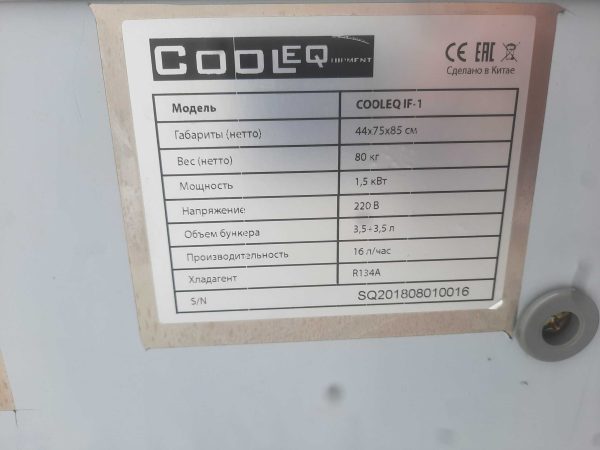 COOLEQUIPMENT
CE EAC
Сделано в Китае
Модель COOLEQ IF-1
Габариты (нетто) 44x75x85 см
Вес (нетто) 80 кг
Мощность 1,5 кВт
Напряжение 220 В
Объем бункера 3,5+3,5 л
Производительность 16 л/час
Хладагент R134A
S/N SQ201808010016